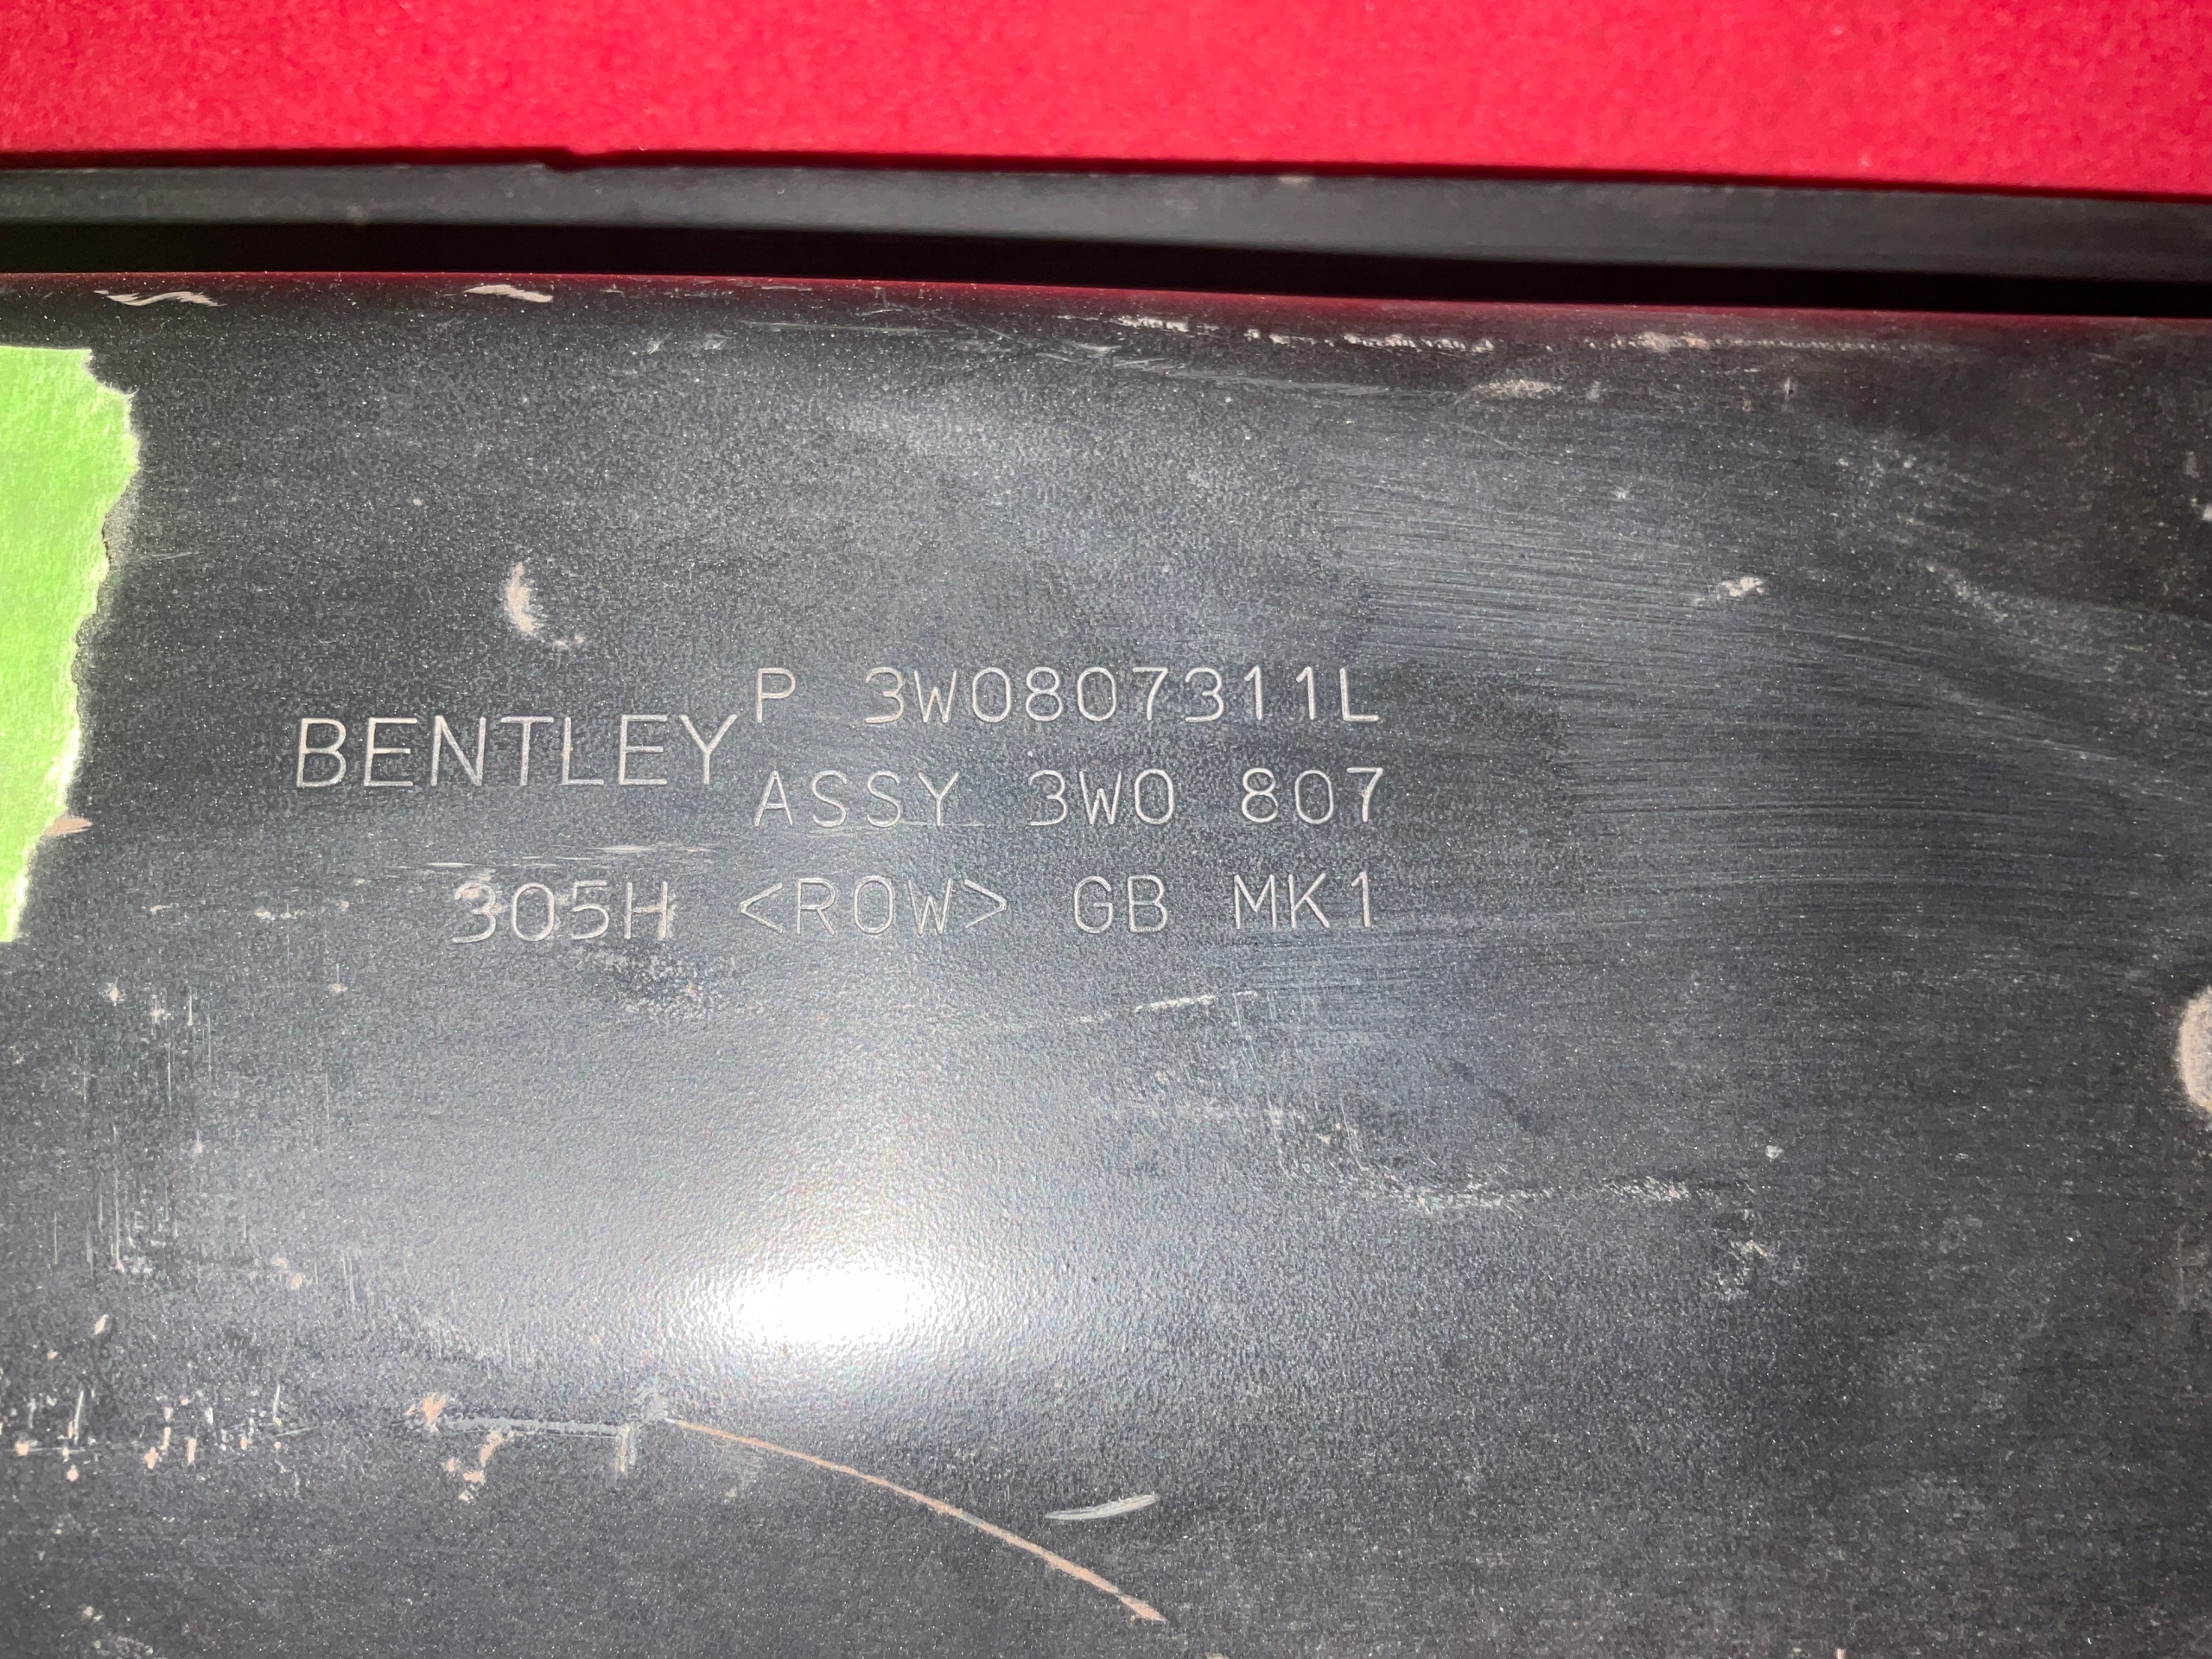 BENTLEY P 3W0807311L
ASSY 3W0 807
305H <ROW> GB MK1